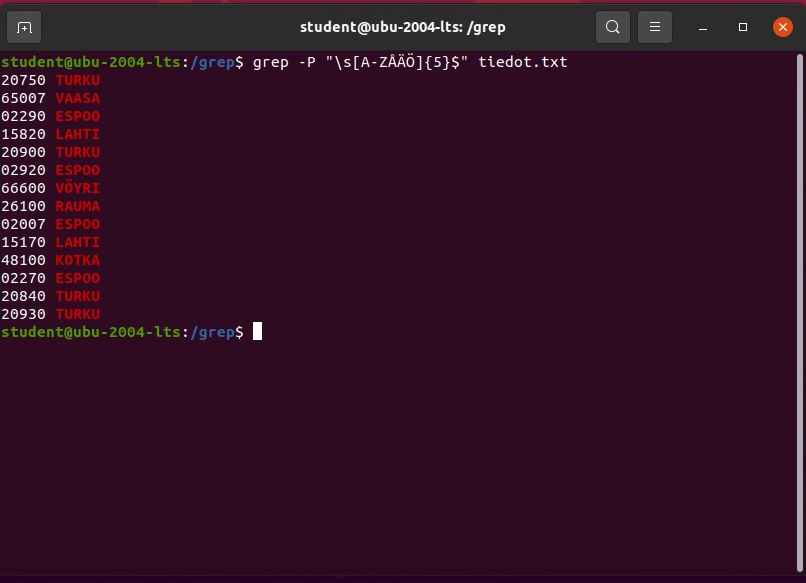 student@ubu-2004-lts: /grep
student@ubu-2004-lts:/grep$ grep -P "\s[A-ZÅÄÖ]{5}$" tiedot.txt
20750 TURKU
65007 VAASA
02290 ESPOO
15820 LAHTI
20900 TURKU
02920 ESPOO
66600 VÖYRI
26100 RAUMA
02007 ESPOO
15170 LAHTI
48100 KOTKA
02270 ESPOO
20840 TURKU
20930 TURKU
student@ubu-2004-lts:/grep$